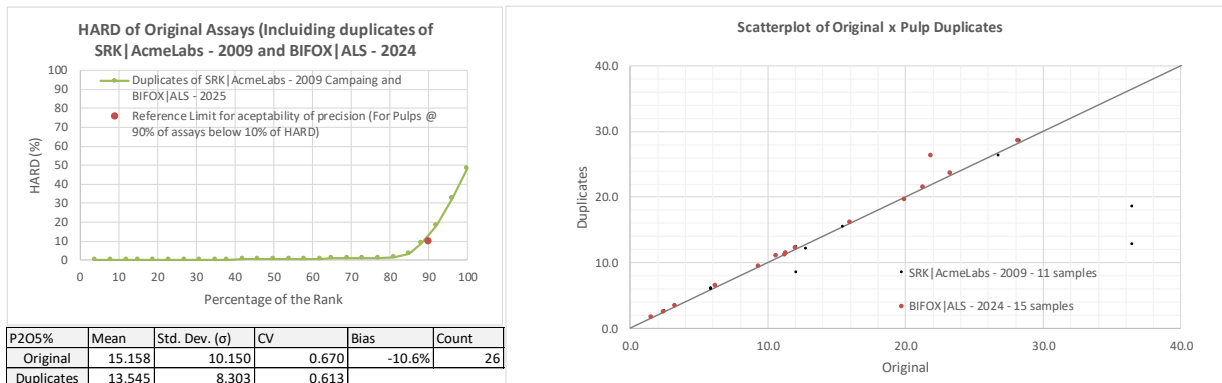 HARD of Original Assays (Incluiding duplicates of
SRK|AcmeLabs - 2009 and BIFOX|ALS - 2024
100
90
80
70
60
50
40
30
20
10
0
HARD (%)
Duplicates of SRK|AcmeLabs - 2009 Campaing and
BIFOX|ALS - 2025
Reference Limit for aceptability of precision (For Pulps @
90% of assays below 10% of HARD)
0 10 20 30 40 50 60 70 80 90 100
Percentage of the Rank
P2O5% Mean Std. Dev. (σ) CV Bias Count
Original 15.158 10.150 0.670 -10.6% 26
Duplicates 13.545 8.303 0.613
Scatterplot of Original x Pulp Duplicates
40.0
30.0
20.0
10.0
0.0
Duplicates
SRK|AcmeLabs - 2009 - 11 samples
BIFOX|ALS - 2024 - 15 samples
0.0 10.0 20.0 30.0 40.0
Original